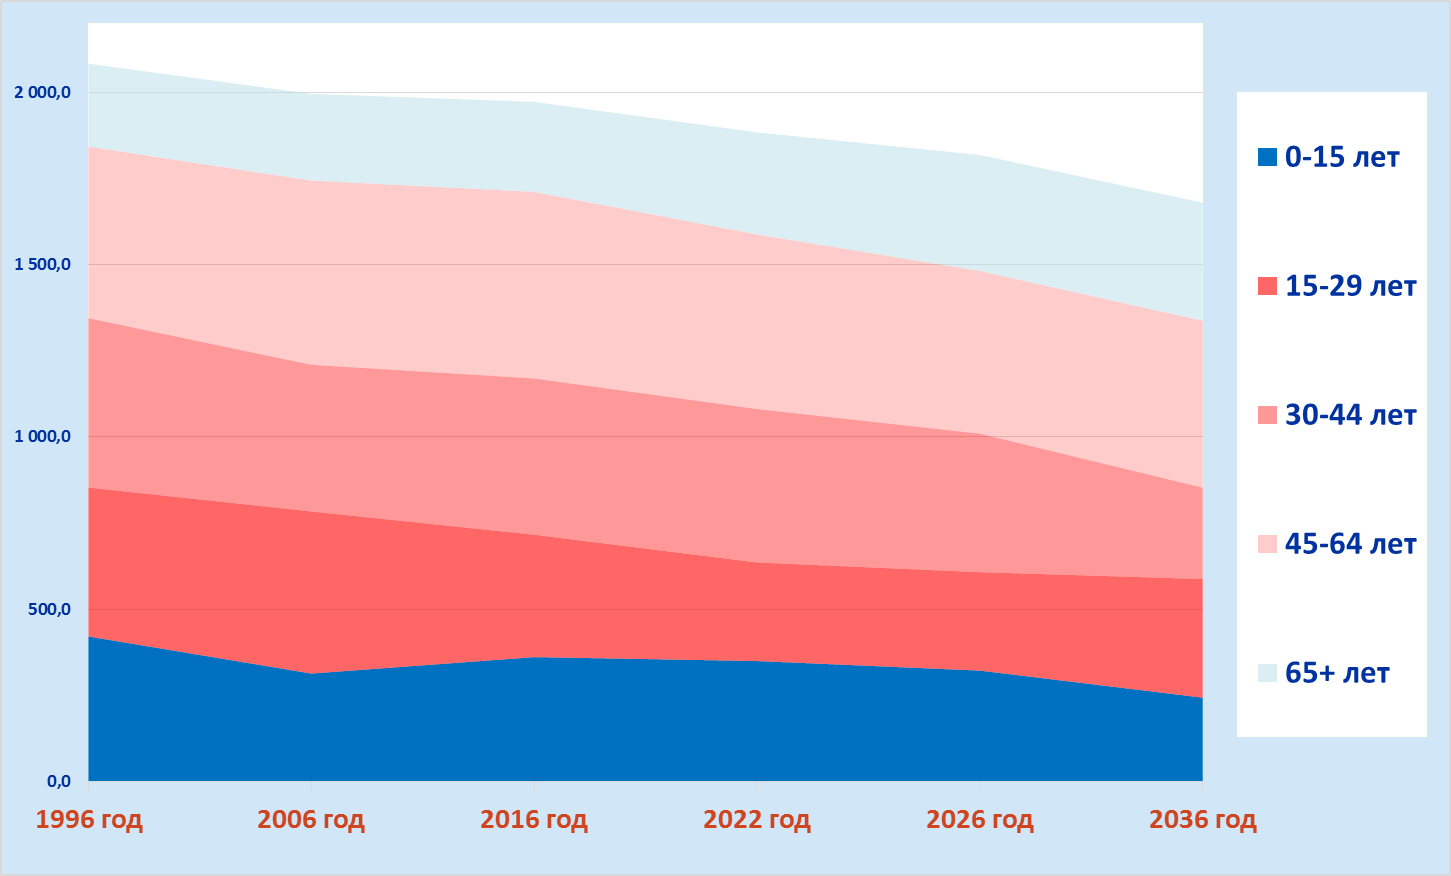 2 000,0
1 500,0
1 000,0
500,0
0,0
1996 год
2006 год
2016 год
2022 год
2026 год
2036 год
0-15 лет
15-29 лет
30-44 лет
45-64 лет
65+ лет